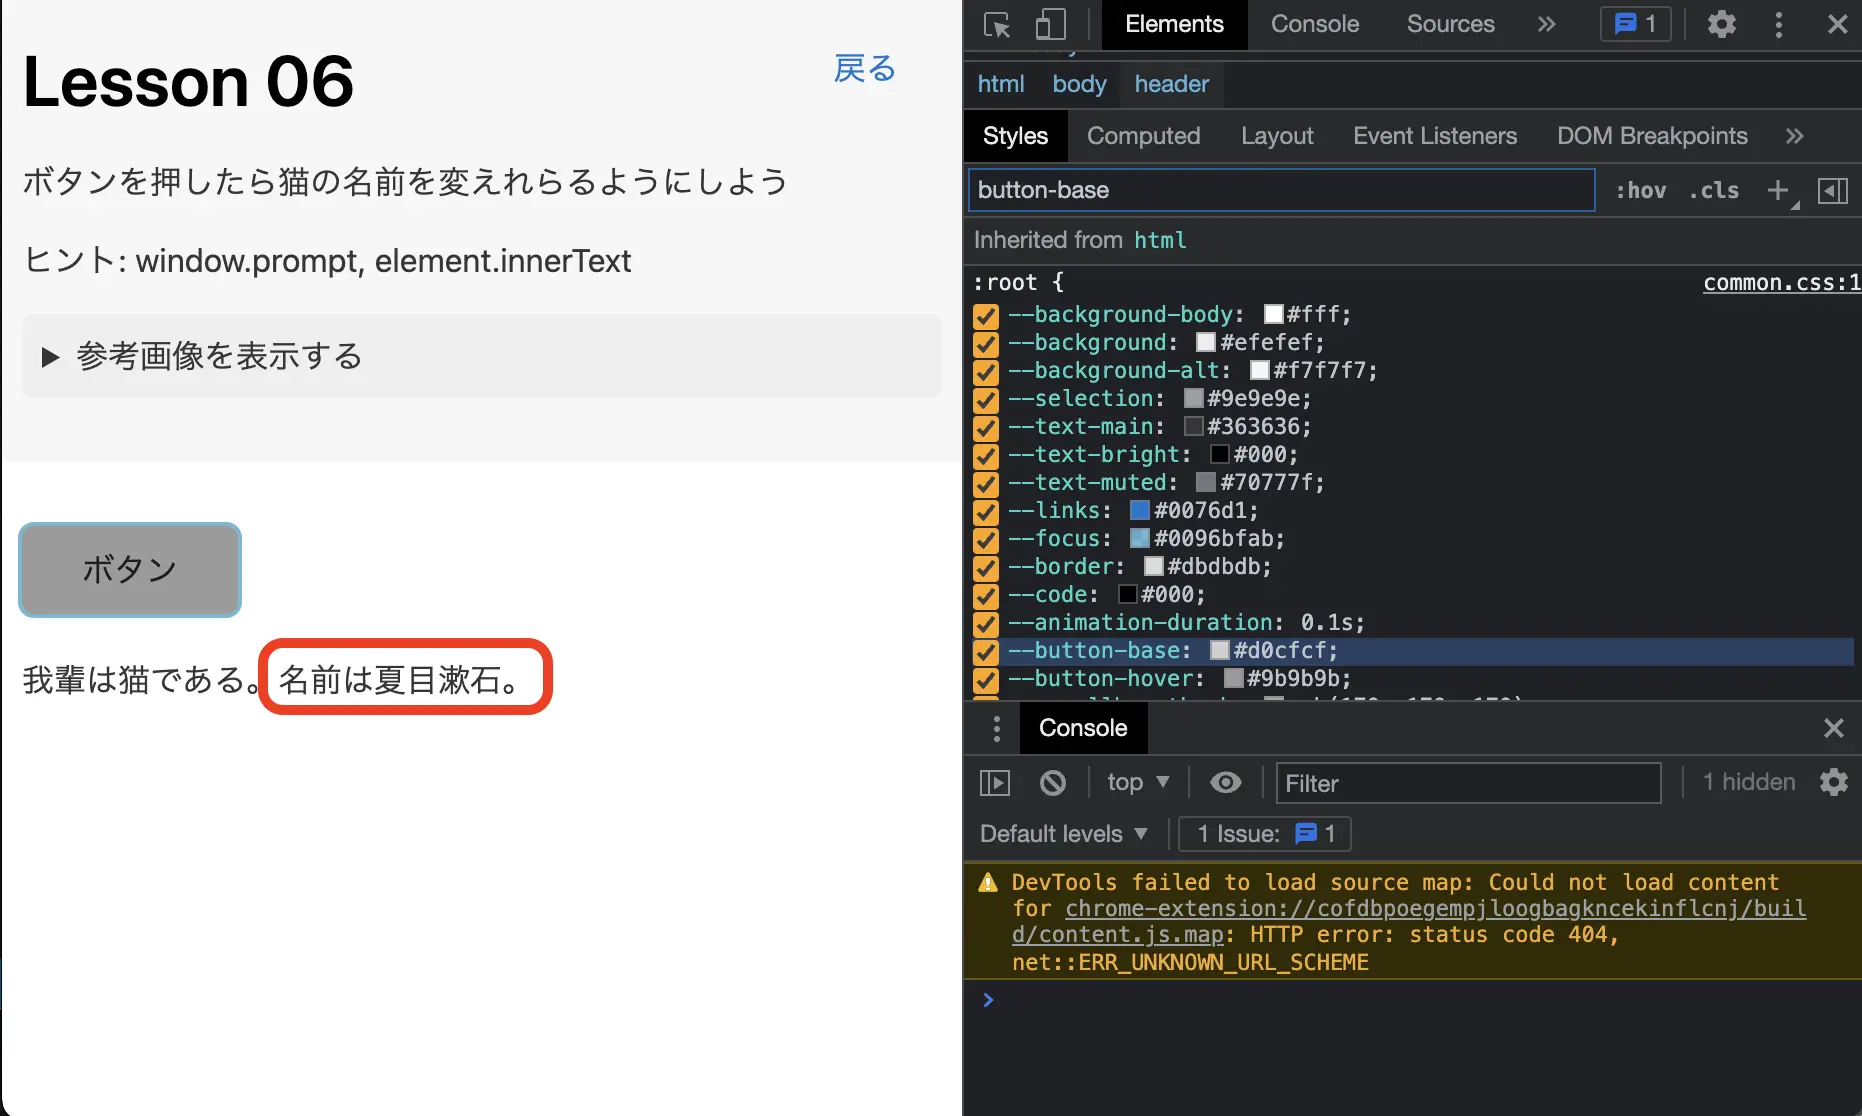 Lesson 06
戻る
ボタンを押したら猫の名前を変えれらるようにしよう
ヒント: window.prompt, element.innerText
▶ 参考画像を表示する
ボタン
我輩は猫である。名前は夏目漱石。
Elements Console Sources » 1
html body header
Styles Computed Layout Event Listeners DOM Breakpoints »
button-base :hov .cls +
Inherited from html
:root { common.css:1
--background-body: #fff;
--background: #efefef;
--background-alt: #f7f7f7;
--selection: #9e9e9e;
--text-main: #363636;
--text-bright: #000;
--text-muted: #70777f;
--links: #0076d1;
--focus: #0096bfab;
--border: #dbdbdb;
--code: #000;
--animation-duration: 0.1s;
--button-base: #d0cfcf;
--button-hover: #9b9b9b;
Console
top ▼ Filter 1 hidden
Default levels ▼ 1 Issue: 1
DevTools failed to load source map: Could not load content
for chrome-extension://cofdbpoegempjloogbagkncekinflcnj/buil
d/content.js.map: HTTP error: status code 404,
net::ERR_UNKNOWN_URL_SCHEME